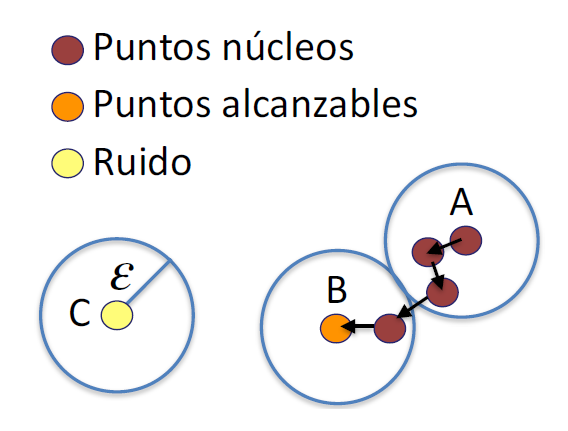 Puntos núcleos
Puntos alcanzables
Ruido
A
ε
B
C